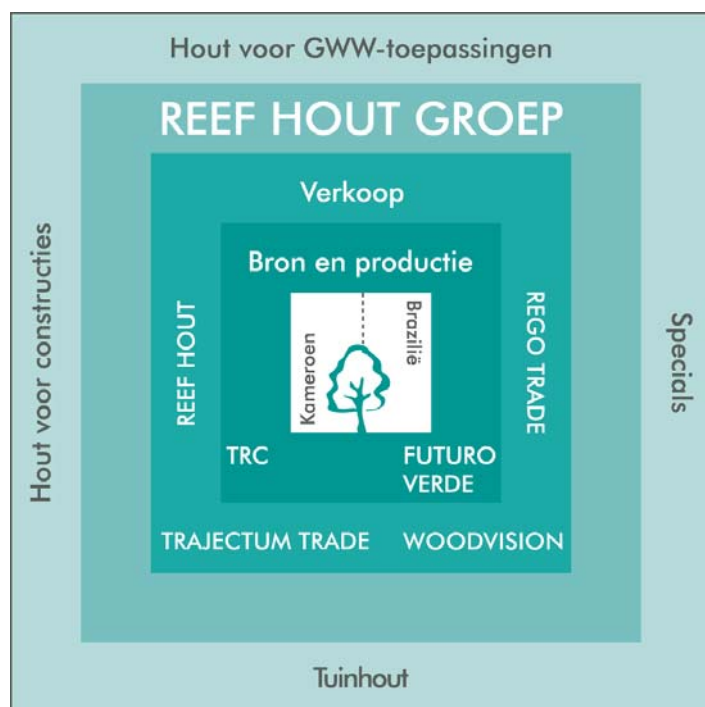 Hout voor GWW-toepassingen
REEF HOUT GROEP
Verkoop
Bron en productie
Hout voor constructies
REEF HOUT
Kameroen
Brazilië
REGO TRADE
Specials
TRC
FUTURO
VERDE
TRAJECTUM TRADE
WOODVISION
Tuinhout